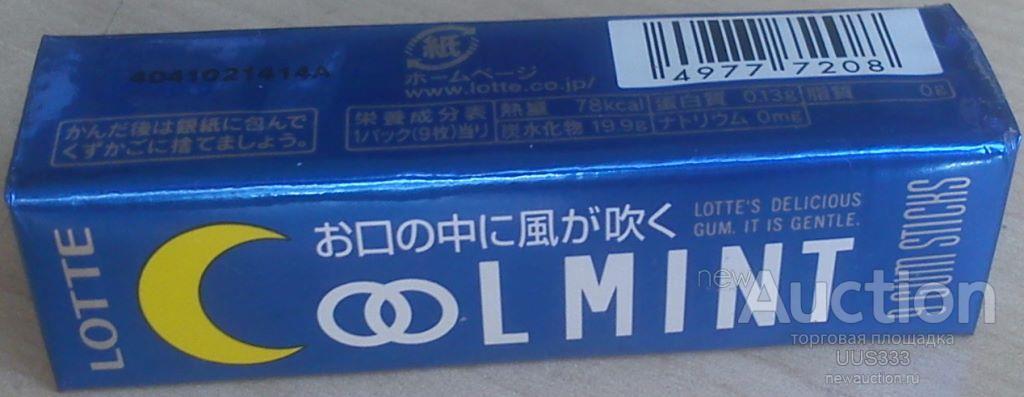 4041021414A
紙
ホームページ
www.lotte.co.jp/
4977 7208
かんだ後は銀紙に包んで
くずかごに捨てましょう。
栄養成分表 熱量 78kcal 蛋白質 0.13g 脂質 0g
1パック(9枚)当り 炭水化物 19.9g ナトリウム 0mg
LOTTE
お口の中に風が吹く
LOTTE'S DELICIOUS
GUM. IT IS GENTLE.
COOLMINT
9 gum STICKS
newAuction
торговая площадка
UUS333
newauction.ru